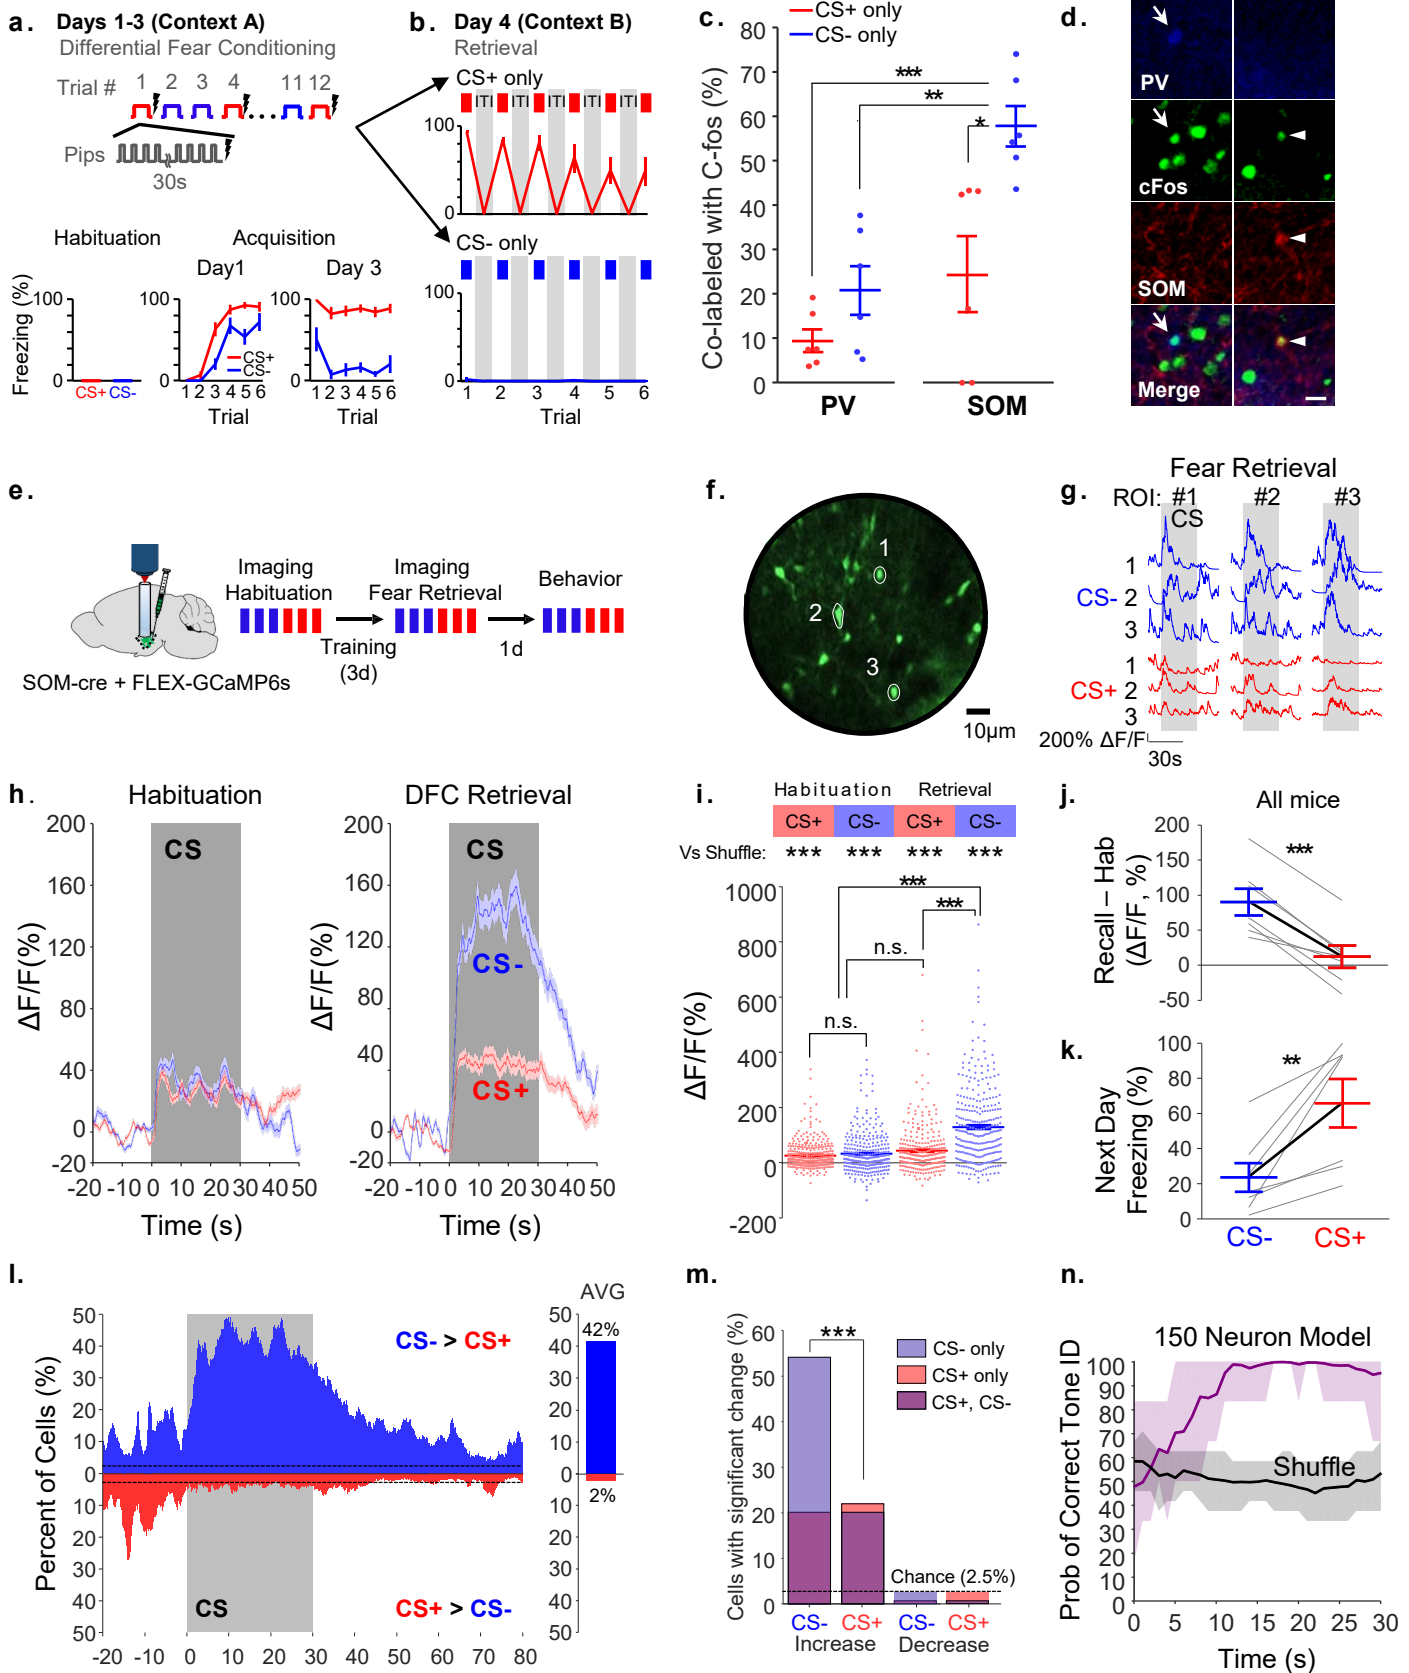 a. Days 1-3 (Context A)
Differential Fear Conditioning
Trial # 1 2 3 4 11 12
Pips
30s
Habituation Acquisition
Day1 Day 3
Freezing (%)
100 100 100
0 0 0
CS+
CS-
CS+ CS- 1 2 3 4 5 6 1 2 3 4 5 6
Trial Trial
b. Day 4 (Context B)
Retrieval
CS+ only
ITI ITI ITI ITI ITI
100
0
CS- only
100
0
1 2 3 4 5 6
Trial
c. CS+ only
CS- only
Co-labeled with C-fos (%)
80
70
60
50
40
30
20
10
0
***
**
*
PV SOM
d.
PV
cFos
SOM
Merge
e.
Imaging Habituation
Imaging Fear Retrieval
Behavior
Training (3d)
1d
SOM-cre + FLEX-GCaMP6s
f.
1
2
3
10µm
g. Fear Retrieval
ROI: #1 #2 #3
CS
1
CS- 2
3
1
CS+ 2
3
200% ΔF/F
30s
h. Habituation DFC Retrieval
ΔF/F(%)
200
160
120
80
40
0
-20
CS
-20 -10 0 10 20 30 40 50
Time (s)
ΔF/F(%)
200
160
120
80
40
0
-20
CS
CS-
CS+
-20 -10 0 10 20 30 40 50
Time (s)
i. Habituation Retrieval
CS+ CS- CS+ CS-
Vs Shuffle: *** *** *** ***
ΔF/F(%)
1000
800
600
400
200
0
-200
***
***
n.s.
n.s.
j. All mice
Recall – Hab
(ΔF/F, %)
200
150
100
50
0
-50
***
k.
Next Day
Freezing (%)
100
80
60
40
20
0
**
CS- CS+
l.
Percent of Cells (%)
50
40
30
20
10
0
10
20
30
40
50
CS- > CS+
CS
CS+ > CS-
-20 -10 0 10 20 30 40 50 60 70 80
AVG
50
40
30
20
10
0
10
20
30
40
50
42%
2%
m.
Cells with significant change (%)
60
50
40
30
20
10
0
***
CS- only
CS+ only
CS+, CS-
Chance (2.5%)
CS- CS+ CS- CS+
Increase Decrease
n.
150 Neuron Model
Prob of Correct Tone ID
100
90
80
70
60
50
40
30
20
10
0
Shuffle
0 5 10 15 20 25 30
Time (s)